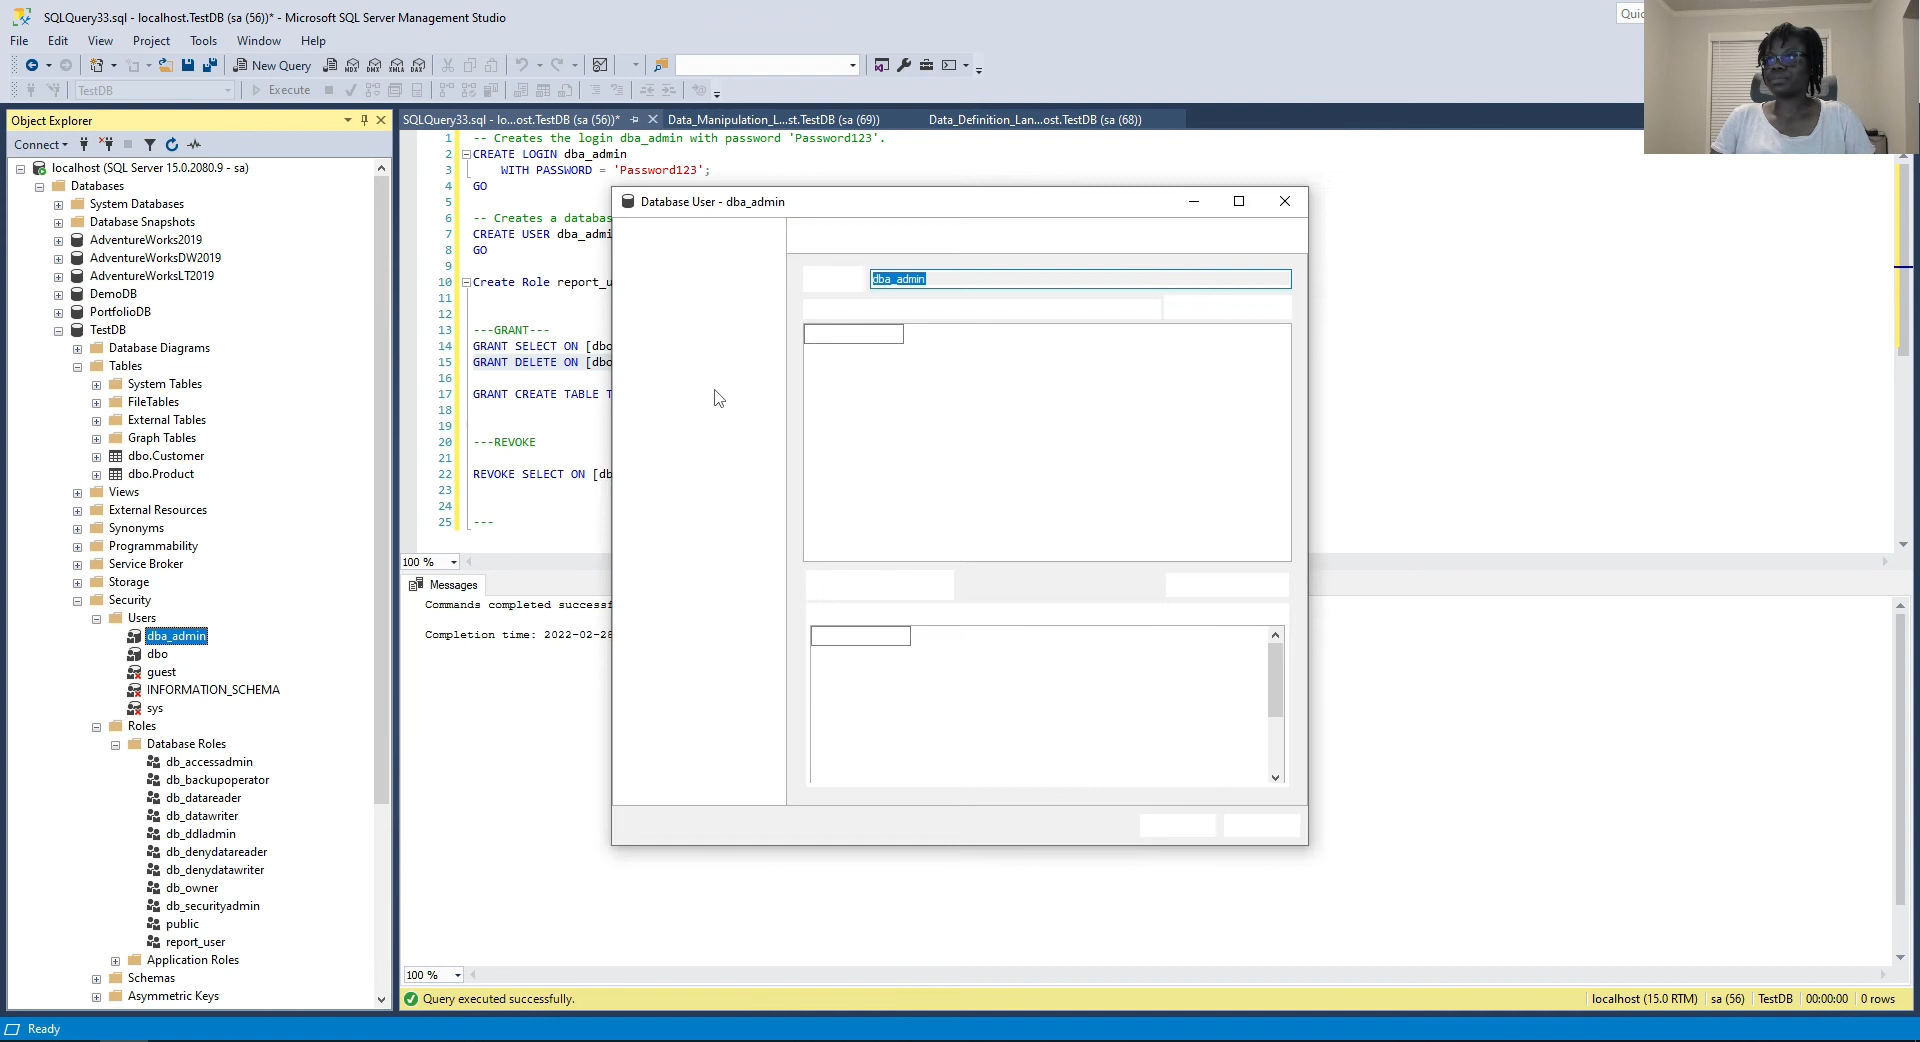 SQLQuery33.sql - localhost.TestDB (sa (56))* - Microsoft SQL Server Management Studio
File Edit View Project Tools Window Help
New Query MDX DMX XMLA DAX
TestDB Execute
Object Explorer
Connect
localhost (SQL Server 15.0.2080.9 - sa)
Databases
System Databases
Database Snapshots
AdventureWorks2019
AdventureWorksDW2019
AdventureWorksLT2019
DemoDB
PortfolioDB
TestDB
Database Diagrams
Tables
System Tables
FileTables
External Tables
Graph Tables
dbo.Customer
dbo.Product
Views
External Resources
Synonyms
Programmability
Service Broker
Storage
Security
Users
dba_admin
dbo
guest
INFORMATION_SCHEMA
sys
Roles
Database Roles
db_accessadmin
db_backupoperator
db_datareader
db_datawriter
db_ddladmin
db_denydatareader
db_denydatawriter
db_owner
db_securityadmin
public
report_user
Application Roles
Schemas
Asymmetric Keys
SQLQuery33.sql - lo...ost.TestDB (sa (56))* Data_Manipulation_L...st.TestDB (sa (69)) Data_Definition_Lan...ost.TestDB (sa (68))
1 -- Creates the login dba_admin with password 'Password123'.
2 CREATE LOGIN dba_admin
3 WITH PASSWORD = 'Password123';
4 GO
5
6 -- Creates a databas
7 CREATE USER dba_admi
8 GO
9
10 Create Role report_u
11
12
13 ---GRANT---
14 GRANT SELECT ON [dbo
15 GRANT DELETE ON [dbo
16
17 GRANT CREATE TABLE T
18
19
20 ---REVOKE
21
22 REVOKE SELECT ON [db
23
24
25 ---
100 %
Messages
Commands completed successf
Completion time: 2022-02-28
100 %
Database User - dba_admin
dba_admin
Query executed successfully.
localhost (15.0 RTM) sa (56) TestDB 00:00:00 0 rows
Ready